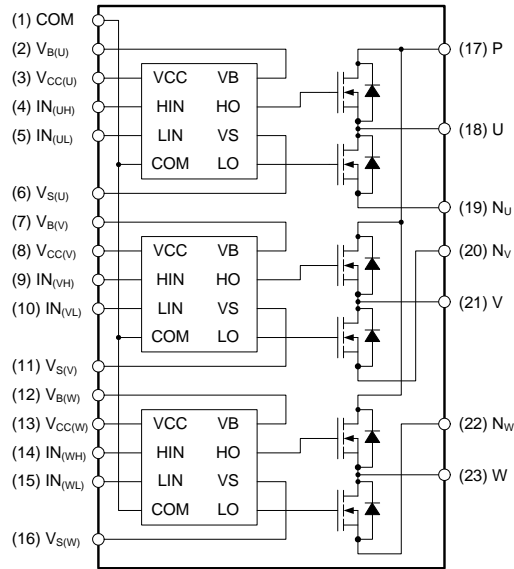 (1) COM
(2) V_B(U)
(3) V_CC(U)
(4) IN_(UH)
(5) IN_(UL)
(6) V_S(U)
(7) V_B(V)
(8) V_CC(V)
(9) IN_(VH)
(10) IN_(VL)
(11) V_S(V)
(12) V_B(W)
(13) V_CC(W)
(14) IN_(WH)
(15) IN_(WL)
(16) V_S(W)
VCC VB
HIN HO
LIN VS
COM LO
VCC VB
HIN HO
LIN VS
COM LO
VCC VB
HIN HO
LIN VS
COM LO
(17) P
(18) U
(19) N_U
(20) N_V
(21) V
(22) N_W
(23) W